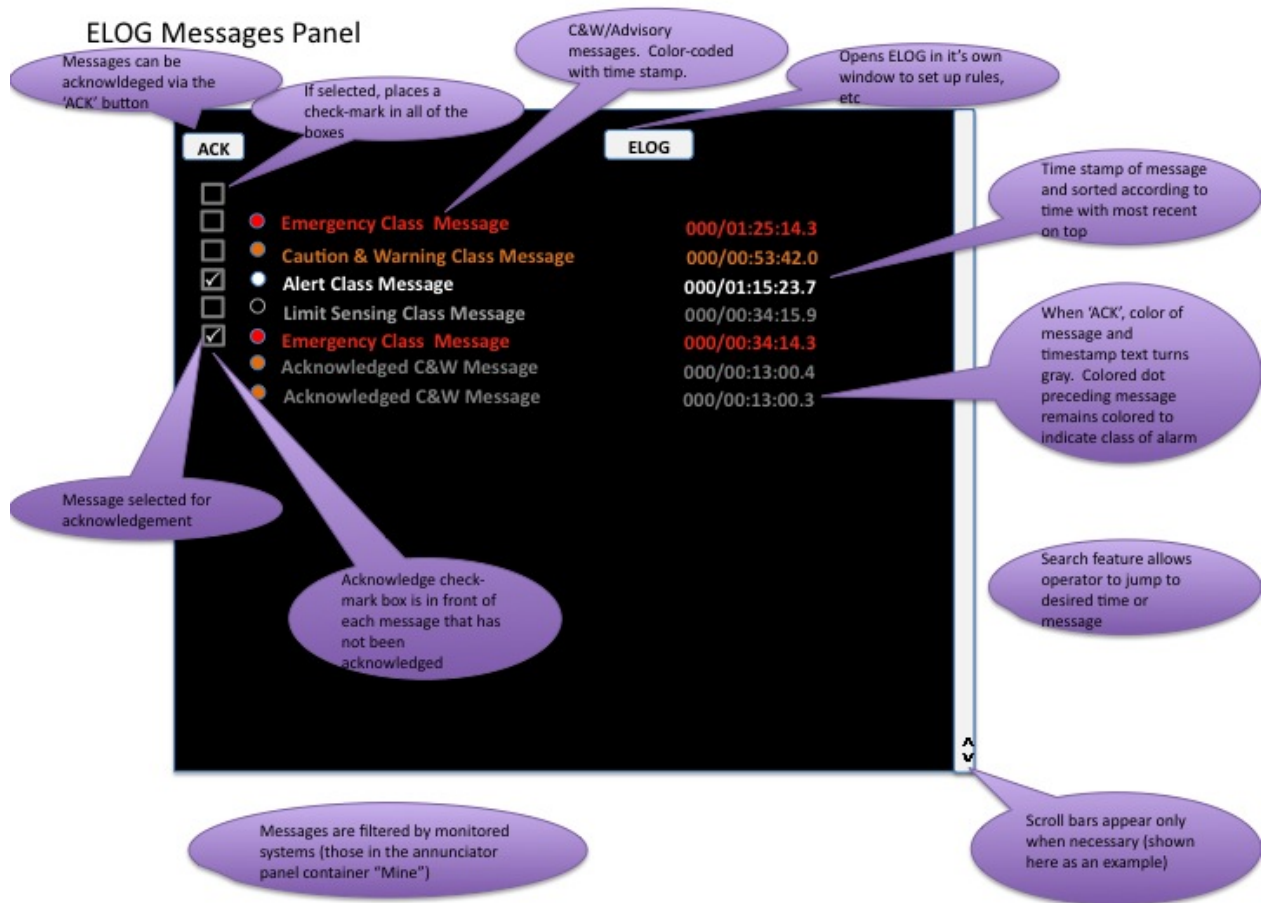 ELOG Messages Panel
Messages can be
acknowldeged via the
‘ACK’ button
If selected, places a
check-mark in all of the
boxes
C&W/Advisory
messages.  Color-coded
with time stamp.
Opens ELOG in it’s own
window to set up rules,
etc
ACK
ELOG
Emergency Class  Message 000/01:25:14.3
Caution & Warning Class Message 000/00:53:42.0
Alert Class Message 000/01:15:23.7
Limit Sensing Class Message 000/00:34:15.9
Emergency Class  Message 000/00:34:14.3
Acknowledged C&W Message 000/00:13:00.4
Acknowledged C&W Message 000/00:13:00.3
Time stamp of message
and sorted according to
time with most recent
on top
When ‘ACK’, color of
message and
timestamp text turns
gray.  Colored dot
preceding message
remains colored to
indicate class of alarm
Message selected for
acknowledgement
Acknowledge check-
mark box is in front of
each message that has
not been
acknowledged
Search feature allows
operator to jump to
desired time or
message
Messages are filtered by monitored
systems (those in the annunciator
panel container “Mine”)
Scroll bars appear only
when necessary (shown
here as an example)